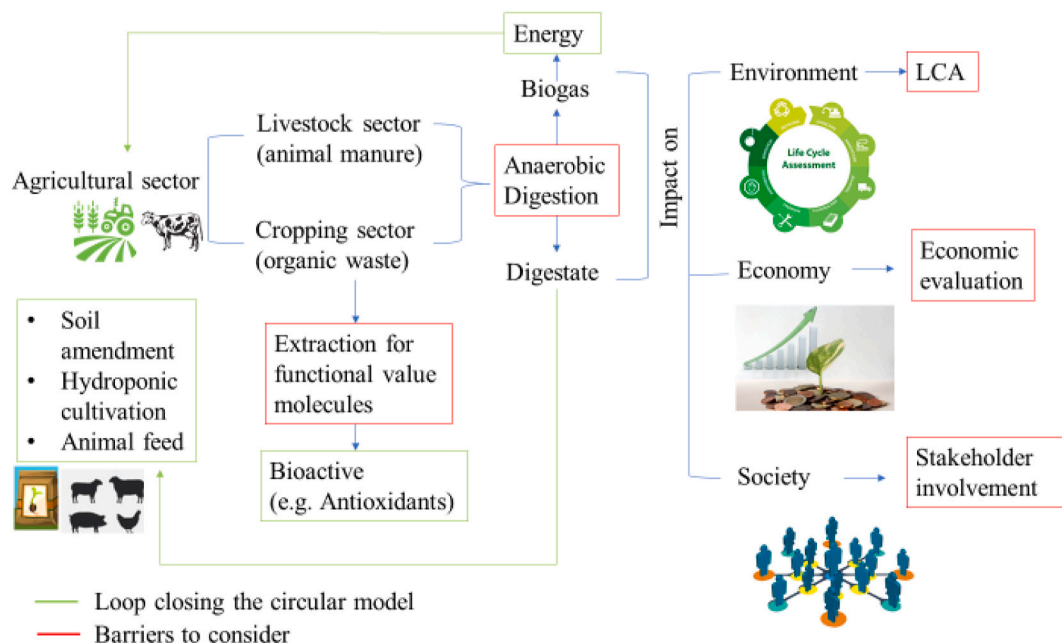 Energy
Biogas
Livestock sector
(animal manure)
Agricultural sector
Anaerobic
Digestion
Cropping sector
(organic waste)
Digestate
• Soil
amendment
• Hydroponic
cultivation
• Animal feed
Extraction for
functional value
molecules
Bioactive
(e.g. Antioxidants)
Impact on
Environment
LCA
Life Cycle
Assessment
Economy
Economic
evaluation
Society
Stakeholder
involvement
Loop closing the circular model
Barriers to consider